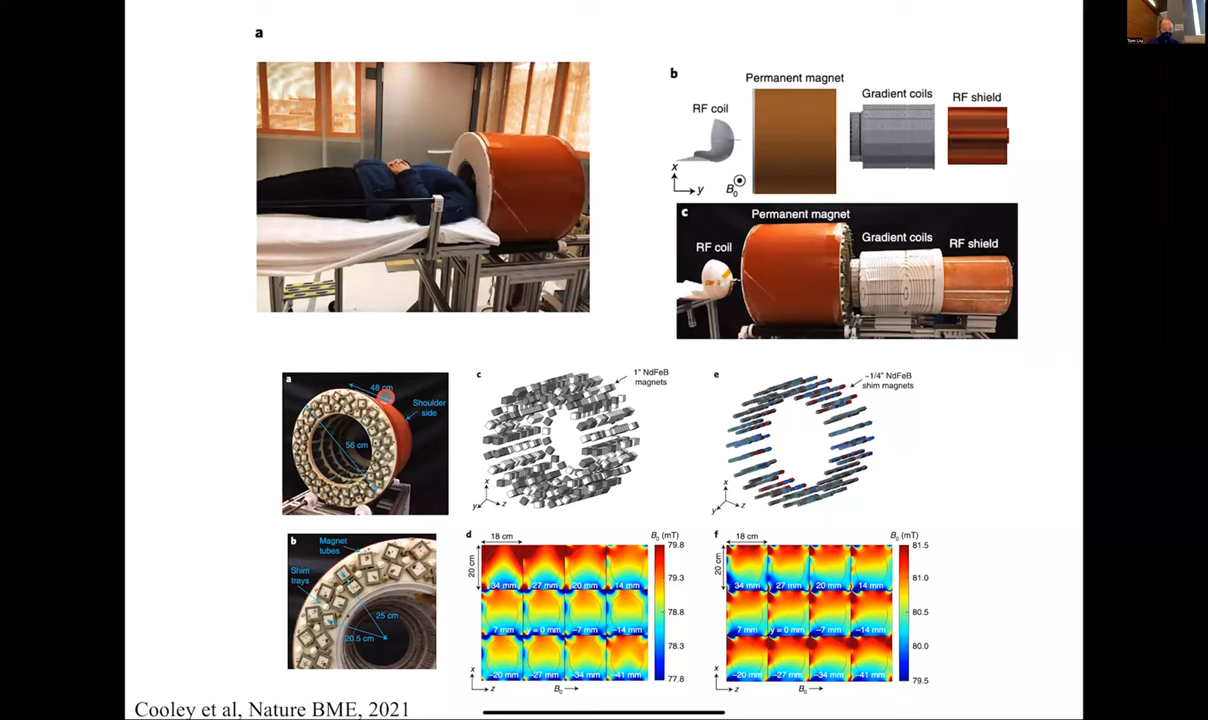 a
b
Permanent magnet
Gradient coils
RF coil
RF shield
x
y
B0
c
Permanent magnet
Gradient coils
RF coil
RF shield
a
48 cm
Shoulder
side
56 cm
c
1" NdFeB
magnets
x
y
z
e
~1/4" NdFeB
shim magnets
x
y
z
b
Magnet
tubes
Shim
trays
25 cm
20.5 cm
d
18 cm
20 cm
B0 (mT)
79.8
79.3
78.8
78.3
77.8
34 mm 27 mm 20 mm 14 mm
7 mm y = 0 mm –7 mm –14 mm
–20 mm –27 mm –34 mm –41 mm
x
z
B0
f
18 cm
20 cm
B0 (mT)
81.5
81.0
80.5
80.0
79.5
34 mm 27 mm 20 mm 14 mm
7 mm y = 0 mm –7 mm –14 mm
–20 mm –27 mm –34 mm –41 mm
x
z
B0
Cooley et al, Nature BME, 2021
Tom Liu